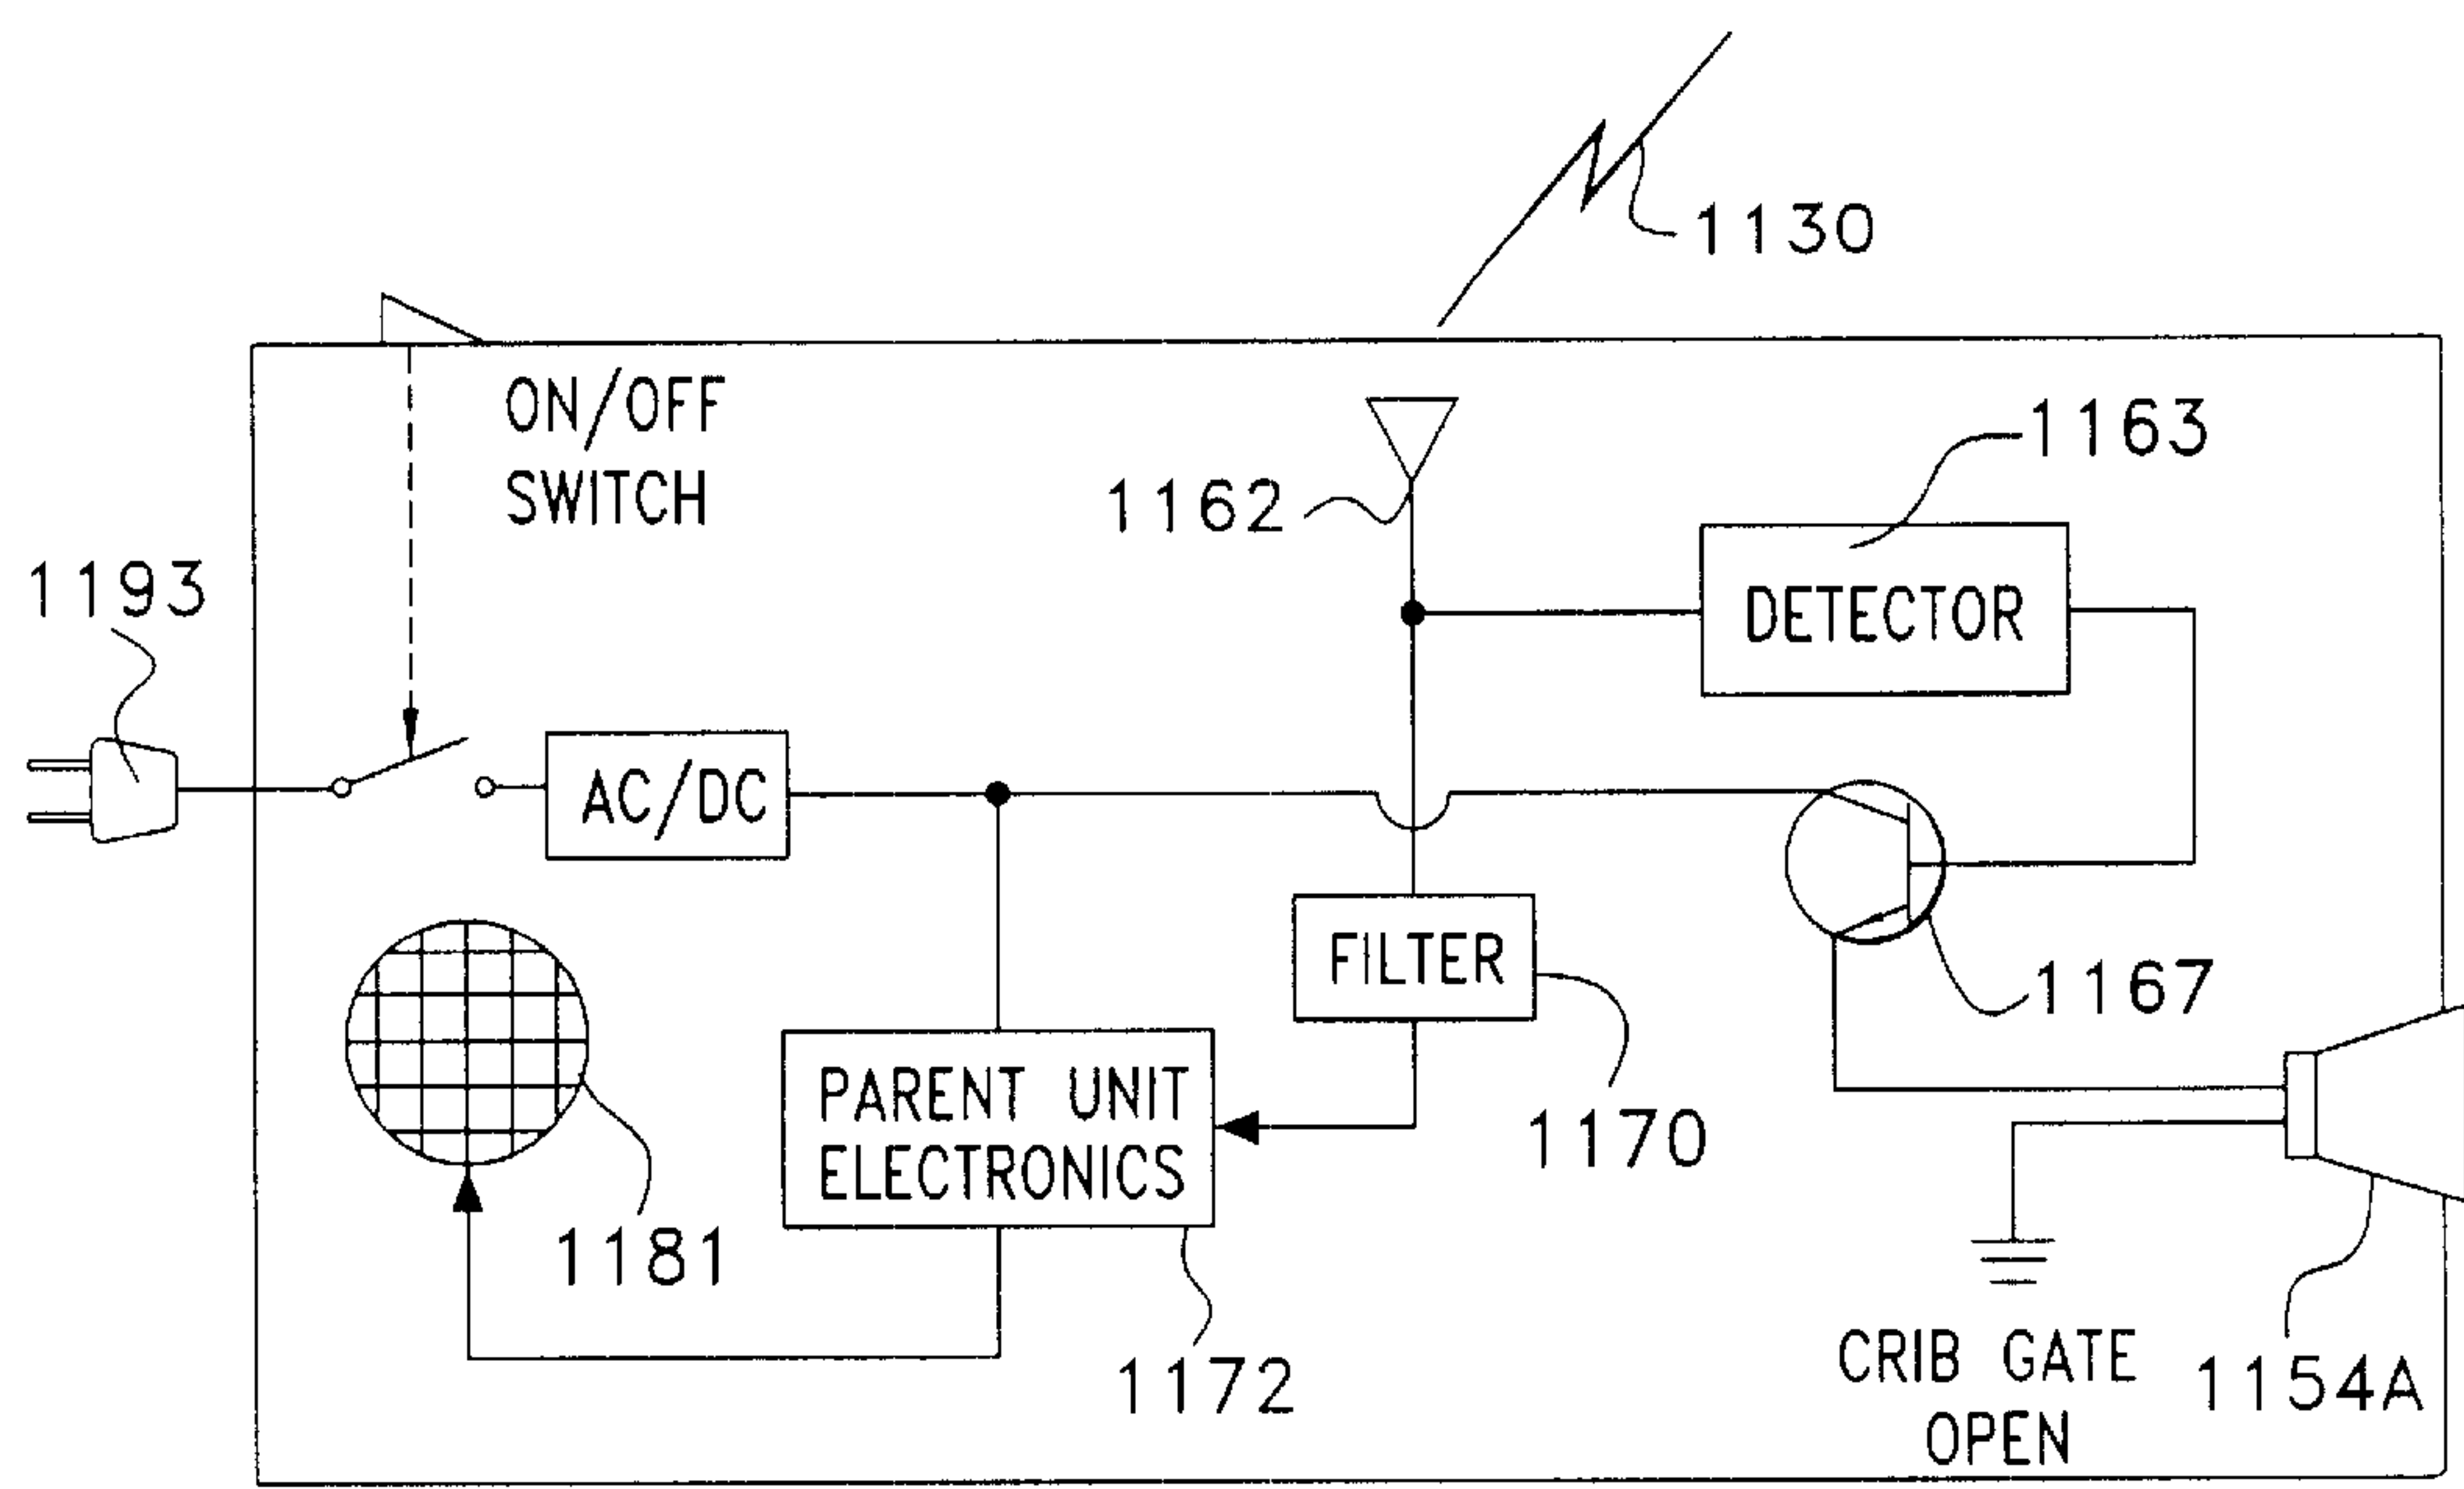 1130
ON/OFF
SWITCH
1163
1162
1193
DETECTOR
AC/DC
FILTER
1167
PARENT UNIT
ELECTRONICS
1170
1181
1172
CRIB GATE
OPEN
1154A